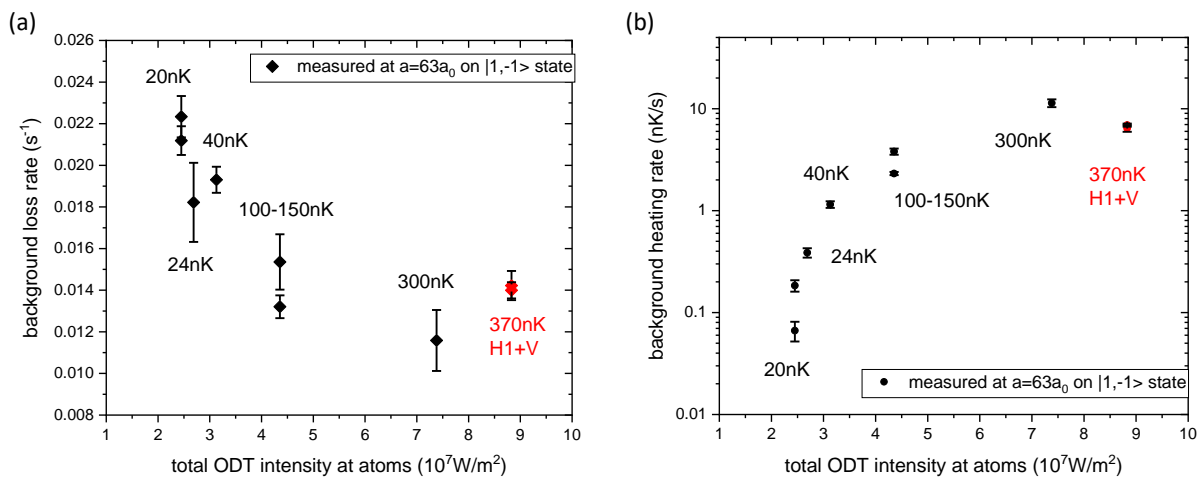 (a)
0.026
0.024
0.022
0.020
0.018
0.016
0.014
0.012
0.010
0.008
background loss rate (s⁻¹)
measured at a=63a₀ on |1,-1> state
20nK
40nK
24nK
100-150nK
300nK
370nK
H1+V
1 2 3 4 5 6 7 8 9 10
total ODT intensity at atoms (10⁷W/m²)
(b)
10
1
0.1
0.01
background heating rate (nK/s)
300nK
40nK
370nK
H1+V
100-150nK
24nK
20nK
measured at a=63a₀ on |1,-1> state
1 2 3 4 5 6 7 8 9 10
total ODT intensity at atoms (10⁷W/m²)